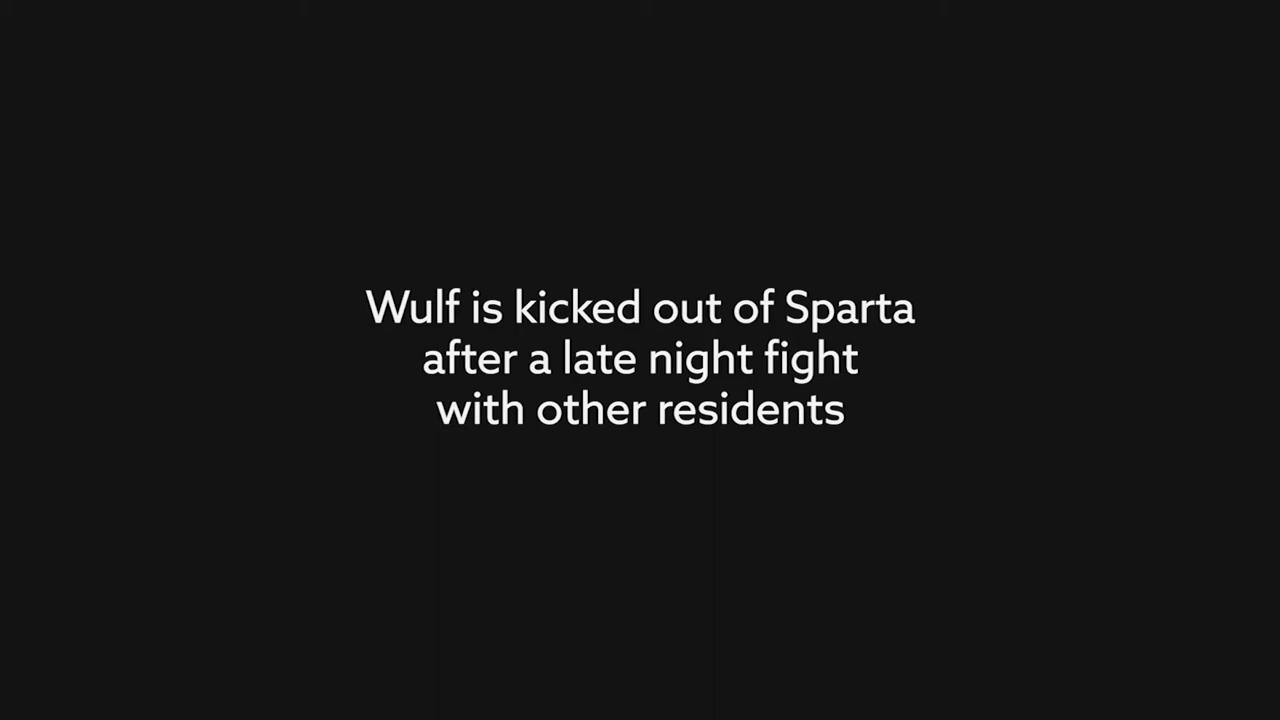 Wulf is kicked out of Sparta
after a late night fight
with other residents